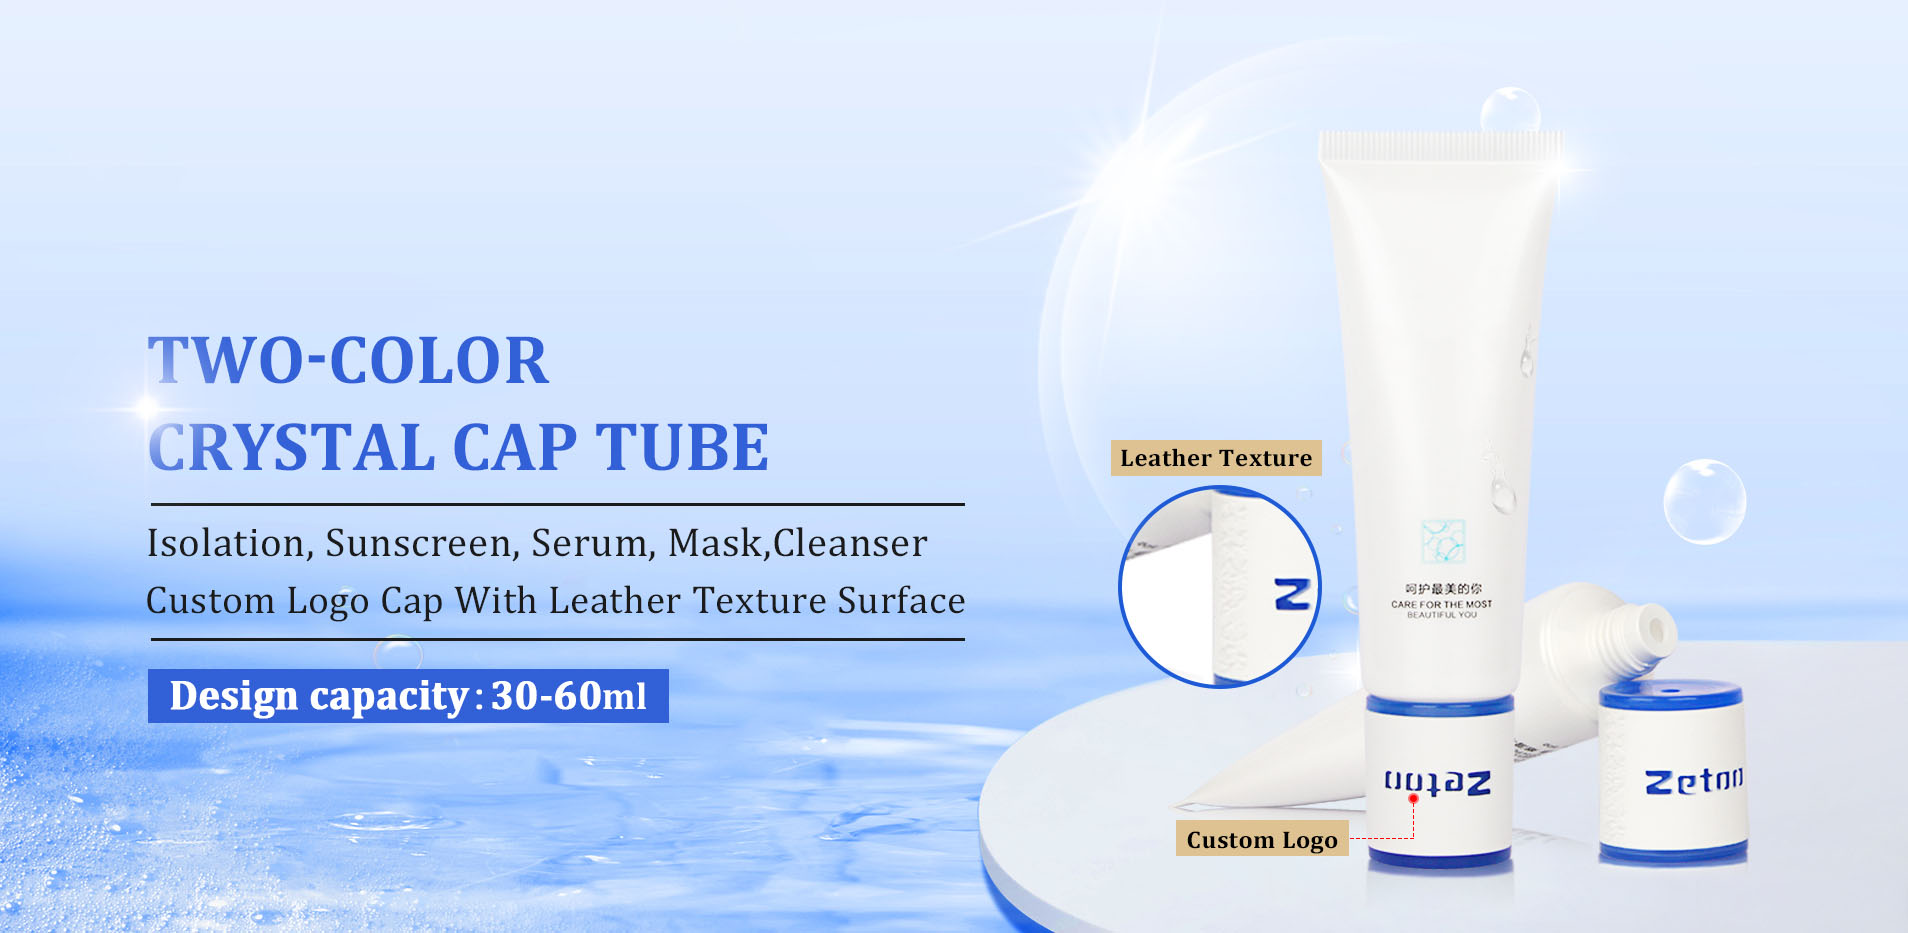 TWO-COLOR
CRYSTAL CAP TUBE
Isolation, Sunscreen, Serum, Mask,Cleanser
Custom Logo Cap With Leather Texture Surface
Design capacity:30-60ml
Leather Texture
Z
呵护最美的你
CARE FOR THE MOST
BEAUTIFUL YOU
Zeton
Zeton
Custom Logo